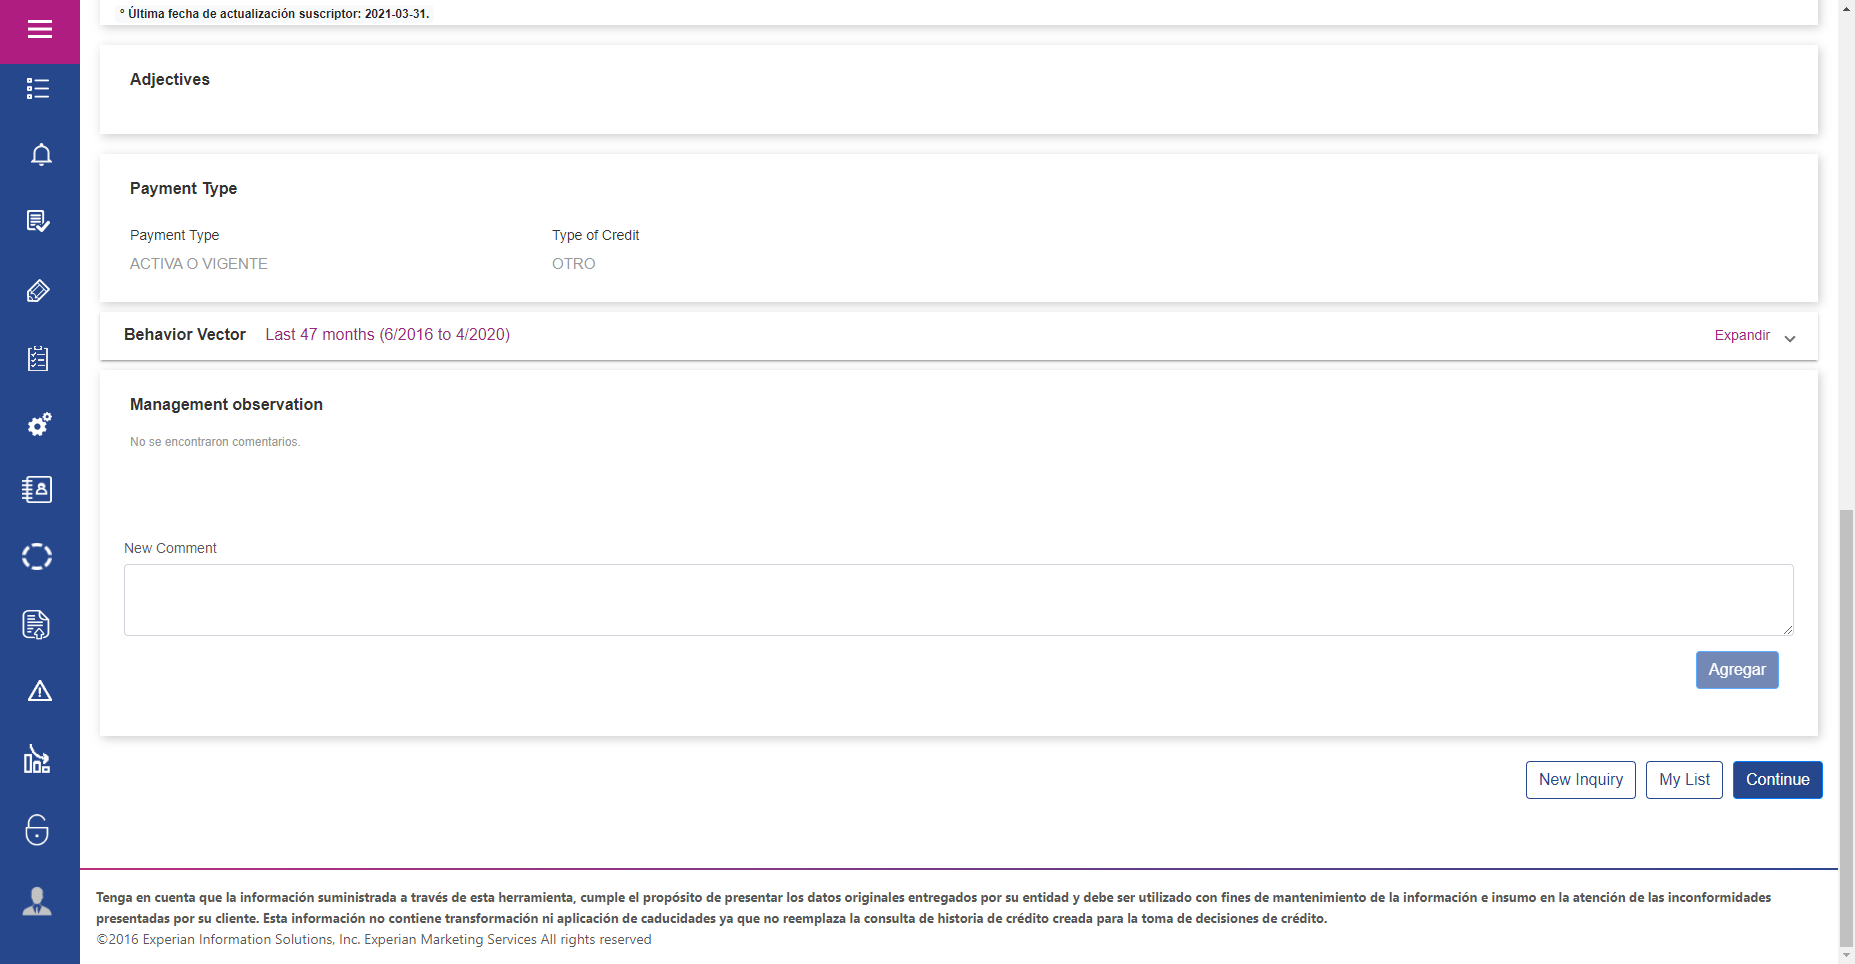 ° Última fecha de actualización suscriptor: 2021-03-31.
Adjectives
Payment Type
Payment Type Type of Credit
ACTIVA O VIGENTE OTRO
Behavior Vector Last 47 months (6/2016 to 4/2020) Expandir
Management observation
No se encontraron comentarios.
New Comment
Agregar
New Inquiry My List Continue
Tenga en cuenta que la información suministrada a través de esta herramienta, cumple el propósito de presentar los datos originales entregados por su entidad y debe ser utilizado con fines de mantenimiento de la información e insumo en la atención de las inconformidades
presentadas por su cliente. Esta información no contiene transformación ni aplicación de caducidades ya que no reemplaza la consulta de historia de crédito creada para la toma de decisiones de crédito.
©2016 Experian Information Solutions, Inc. Experian Marketing Services All rights reserved